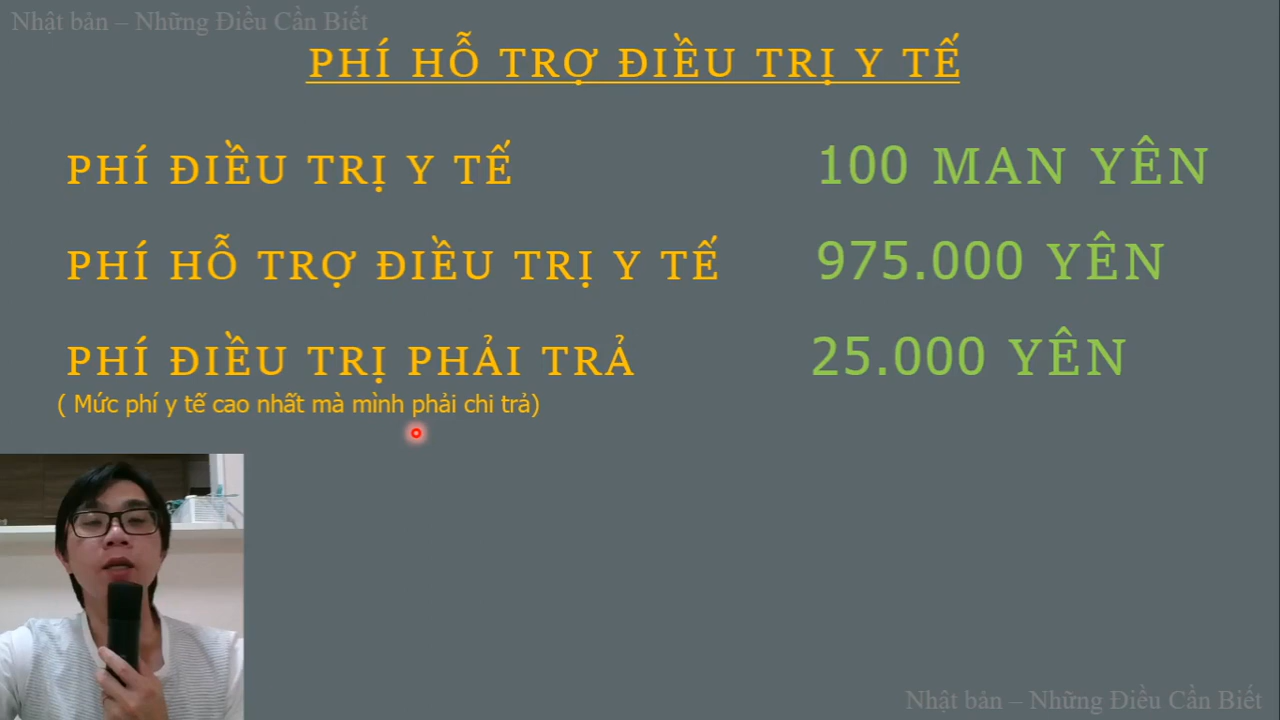 Nhật bản – Những Điều Cần Biết
PHÍ HỖ TRỢ ĐIỀU TRỊ Y TẾ
PHÍ ĐIỀU TRỊ Y TẾ 100 MAN YÊN
PHÍ HỖ TRỢ ĐIỀU TRỊ Y TẾ 975.000 YÊN
PHÍ ĐIỀU TRỊ PHẢI TRẢ 25.000 YÊN
( Mức phí y tế cao nhất mà mình phải chi trả)
Nhật bản – Những Điều Cần Biết